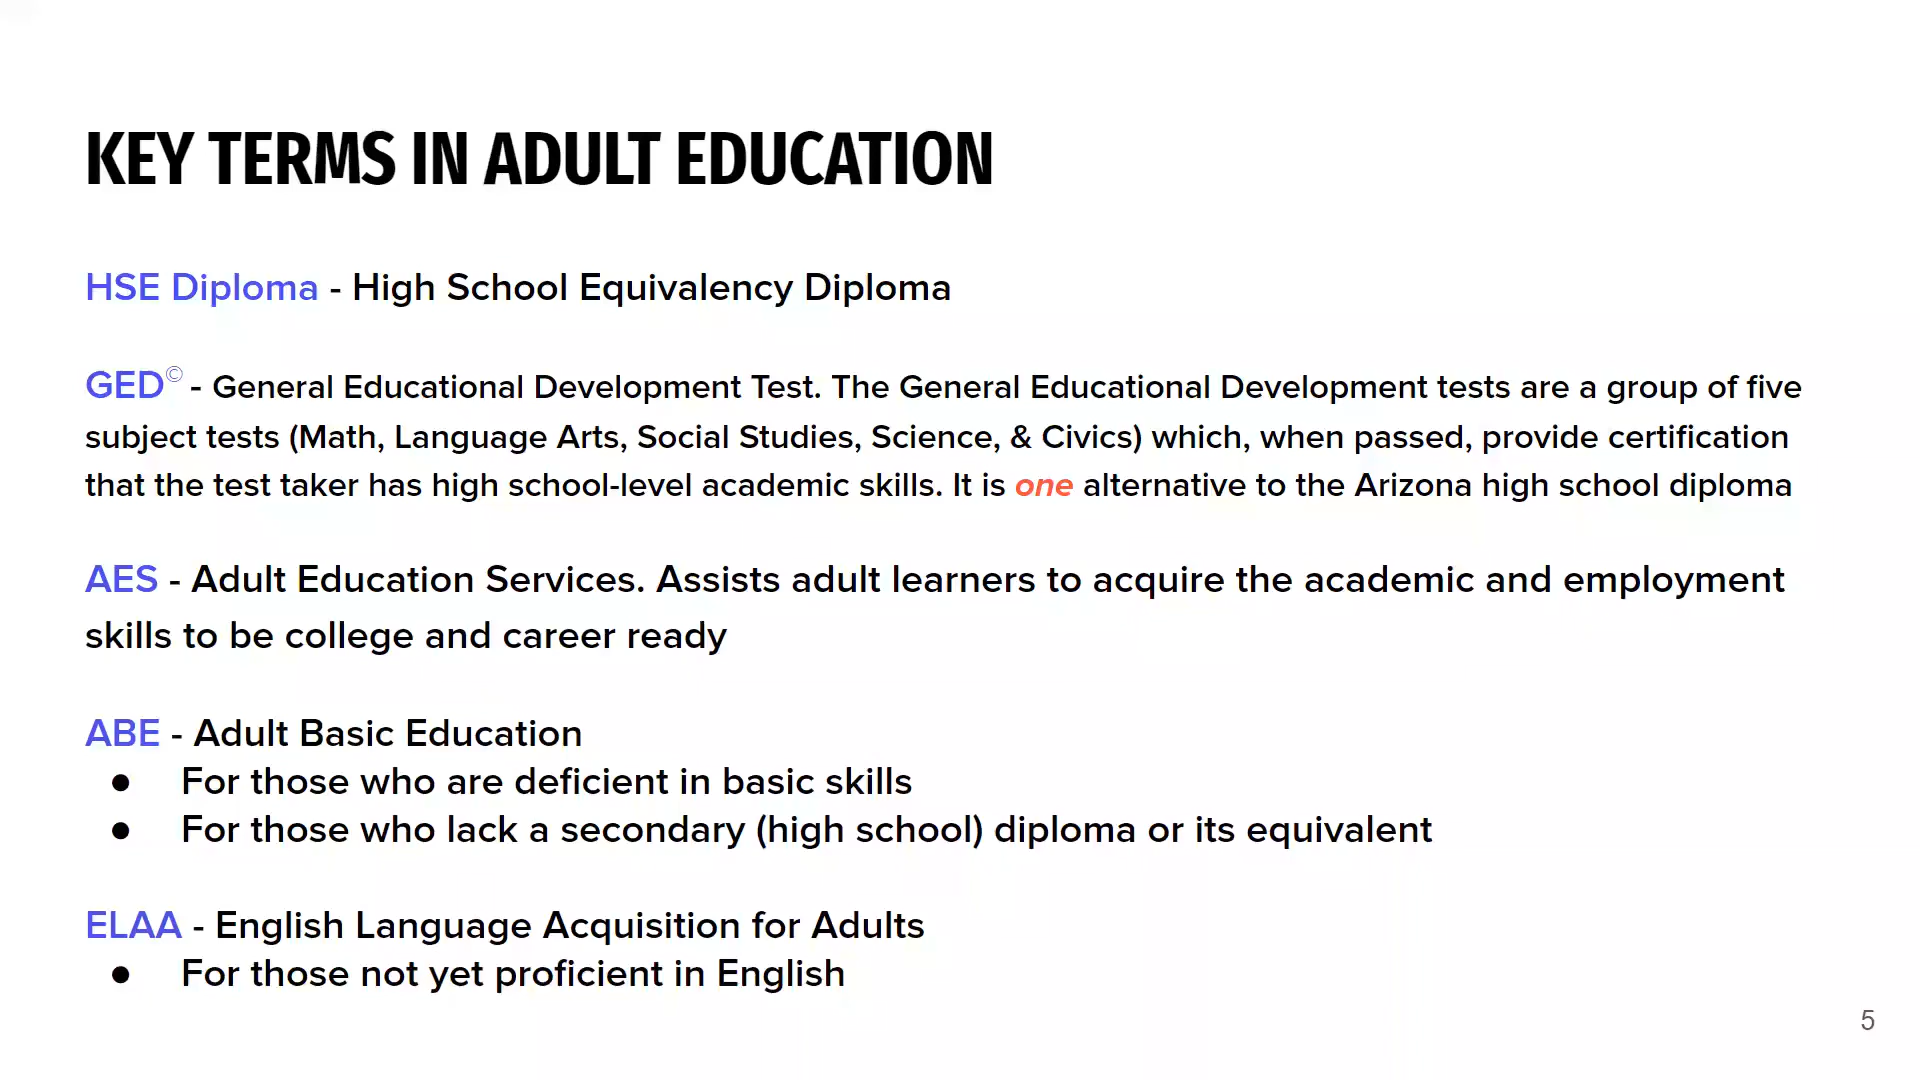 KEY TERMS IN ADULT EDUCATION
HSE Diploma - High School Equivalency Diploma
GED© - General Educational Development Test. The General Educational Development tests are a group of five
subject tests (Math, Language Arts, Social Studies, Science, & Civics) which, when passed, provide certification
that the test taker has high school-level academic skills. It is one alternative to the Arizona high school diploma
AES - Adult Education Services. Assists adult learners to acquire the academic and employment
skills to be college and career ready
ABE - Adult Basic Education
● For those who are deficient in basic skills
● For those who lack a secondary (high school) diploma or its equivalent
ELAA - English Language Acquisition for Adults
● For those not yet proficient in English
5